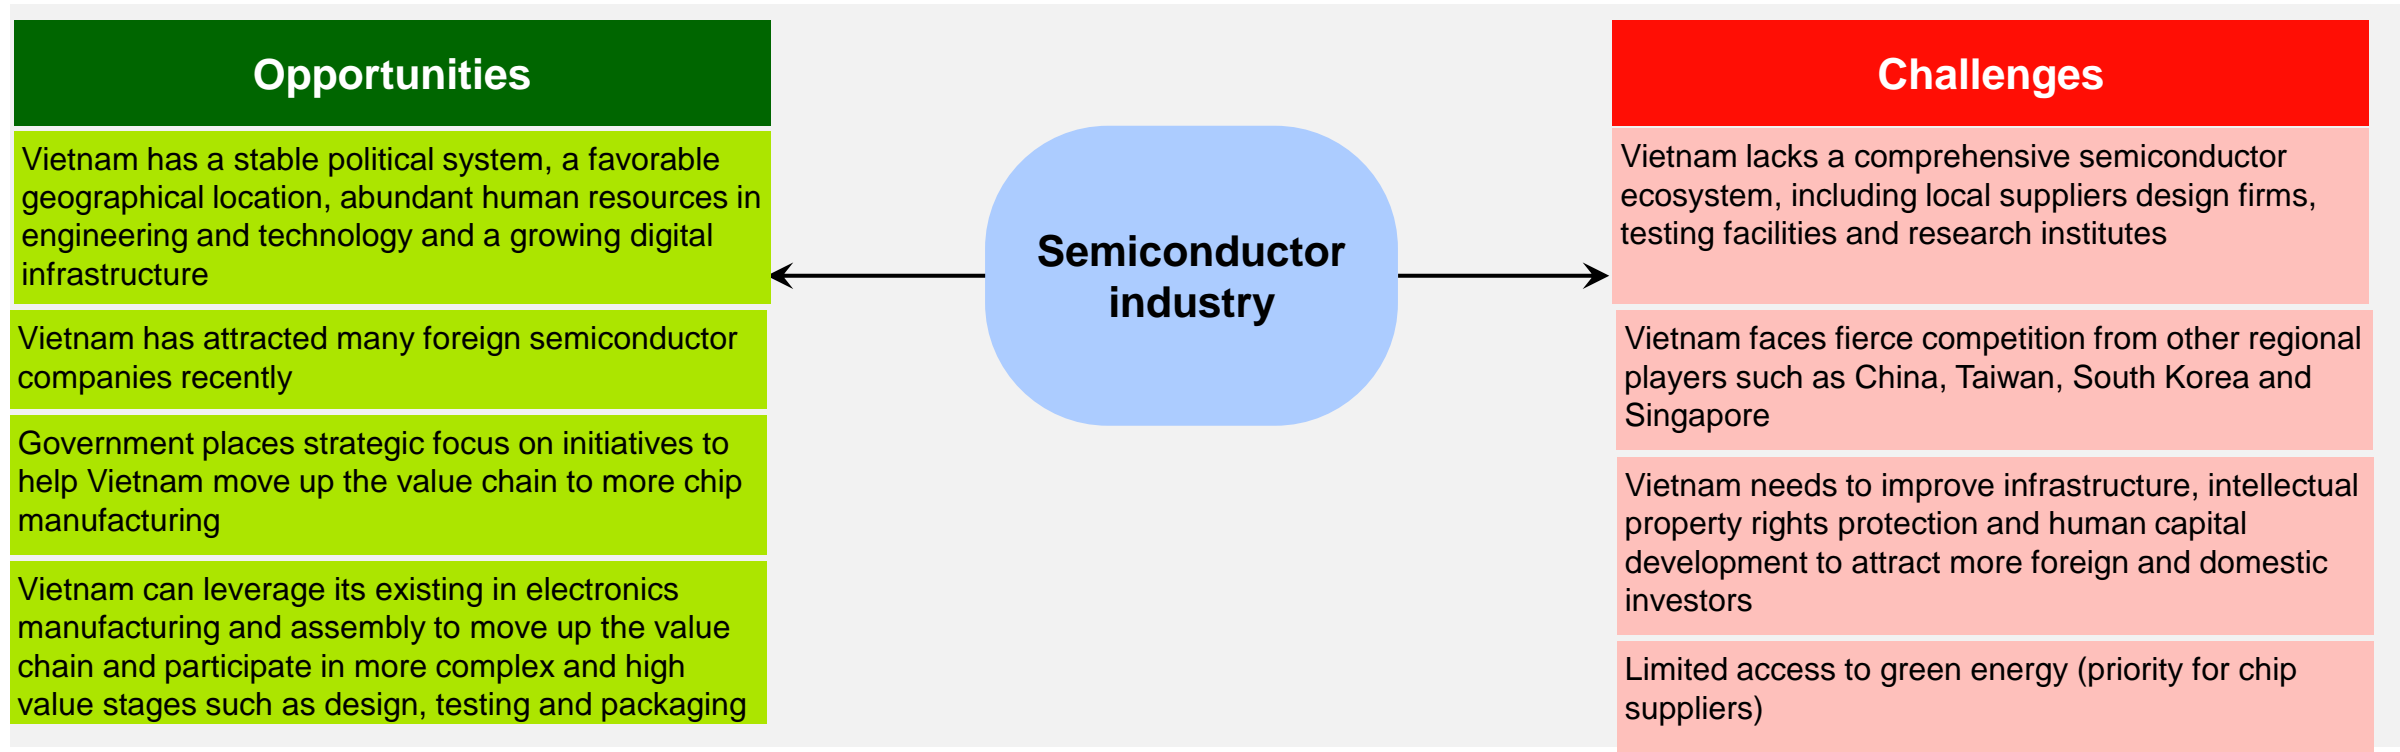 Opportunities
Vietnam has a stable political system, a favorable
geographical location, abundant human resources in
engineering and technology and a growing digital
infrastructure
Vietnam has attracted many foreign semiconductor
companies recently
Government places strategic focus on initiatives to
help Vietnam move up the value chain to more chip
manufacturing
Vietnam can leverage its existing in electronics
manufacturing and assembly to move up the value
chain and participate in more complex and high
value stages such as design, testing and packaging
Semiconductor
industry
Challenges
Vietnam lacks a comprehensive semiconductor
ecosystem, including local suppliers design firms,
testing facilities and research institutes
Vietnam faces fierce competition from other regional
players such as China, Taiwan, South Korea and
Singapore
Vietnam needs to improve infrastructure, intellectual
property rights protection and human capital
development to attract more foreign and domestic
investors
Limited access to green energy (priority for chip
suppliers)